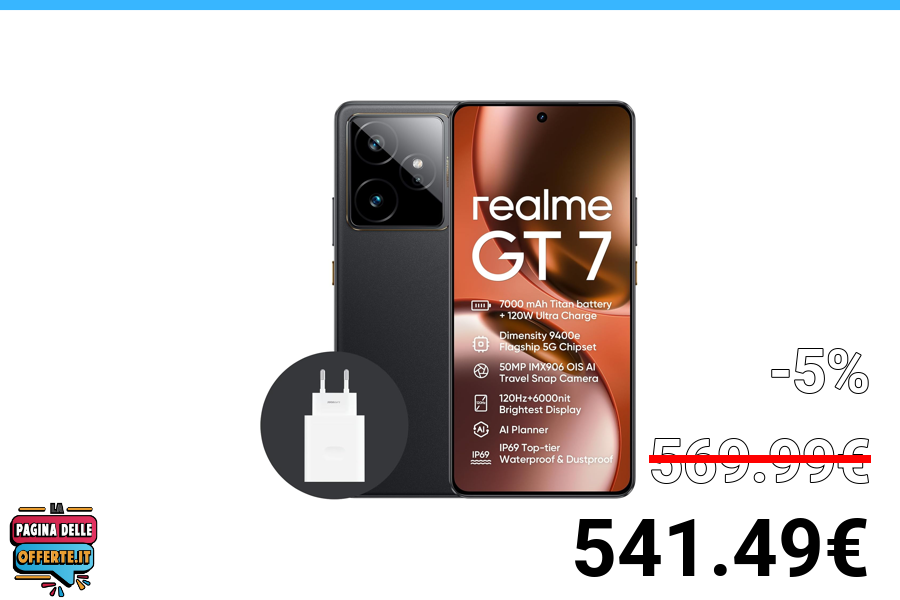 realme
GT 7
7000 mAh Titan battery
+ 120W Ultra Charge
Dimensity 9400e
Flagship 5G Chipset
50MP IMX906 OIS AI
Travel Snap Camera
120Hz+6000nit
Brightest Display
AI
AI Planner
IP69
IP69 Top-tier
Waterproof & Dustproof
-5%
569.99€
541.49€
LA
PAGINA DELLE
OFFERTE.IT